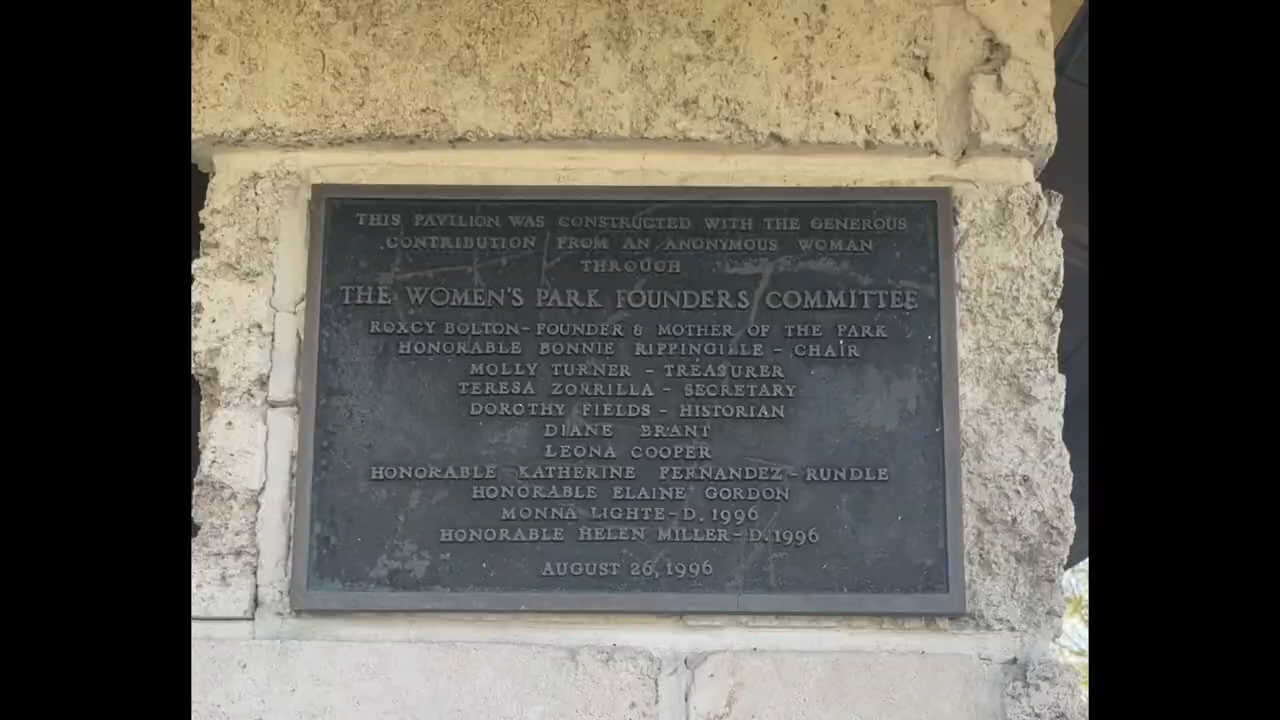 THIS PAVILION WAS CONSTRUCTED WITH THE GENEROUS
CONTRIBUTION FROM AN ANONYMOUS WOMAN
THROUGH
THE WOMEN'S PARK FOUNDERS COMMITTEE
ROXCY BOLTON - FOUNDER & MOTHER OF THE PARK
HONORABLE BONNIE RIPPINGILLE - CHAIR
MOLLY TURNER - TREASURER
TERESA ZORRILLA - SECRETARY
DOROTHY FIELDS - HISTORIAN
DIANE BRANT
LEONA COOPER
HONORABLE KATHERINE FERNANDEZ - RUNDLE
HONORABLE ELAINE GORDON
MONNA LIGHTE - D. 1996
HONORABLE HELEN MILLER - D. 1996
AUGUST 26, 1996